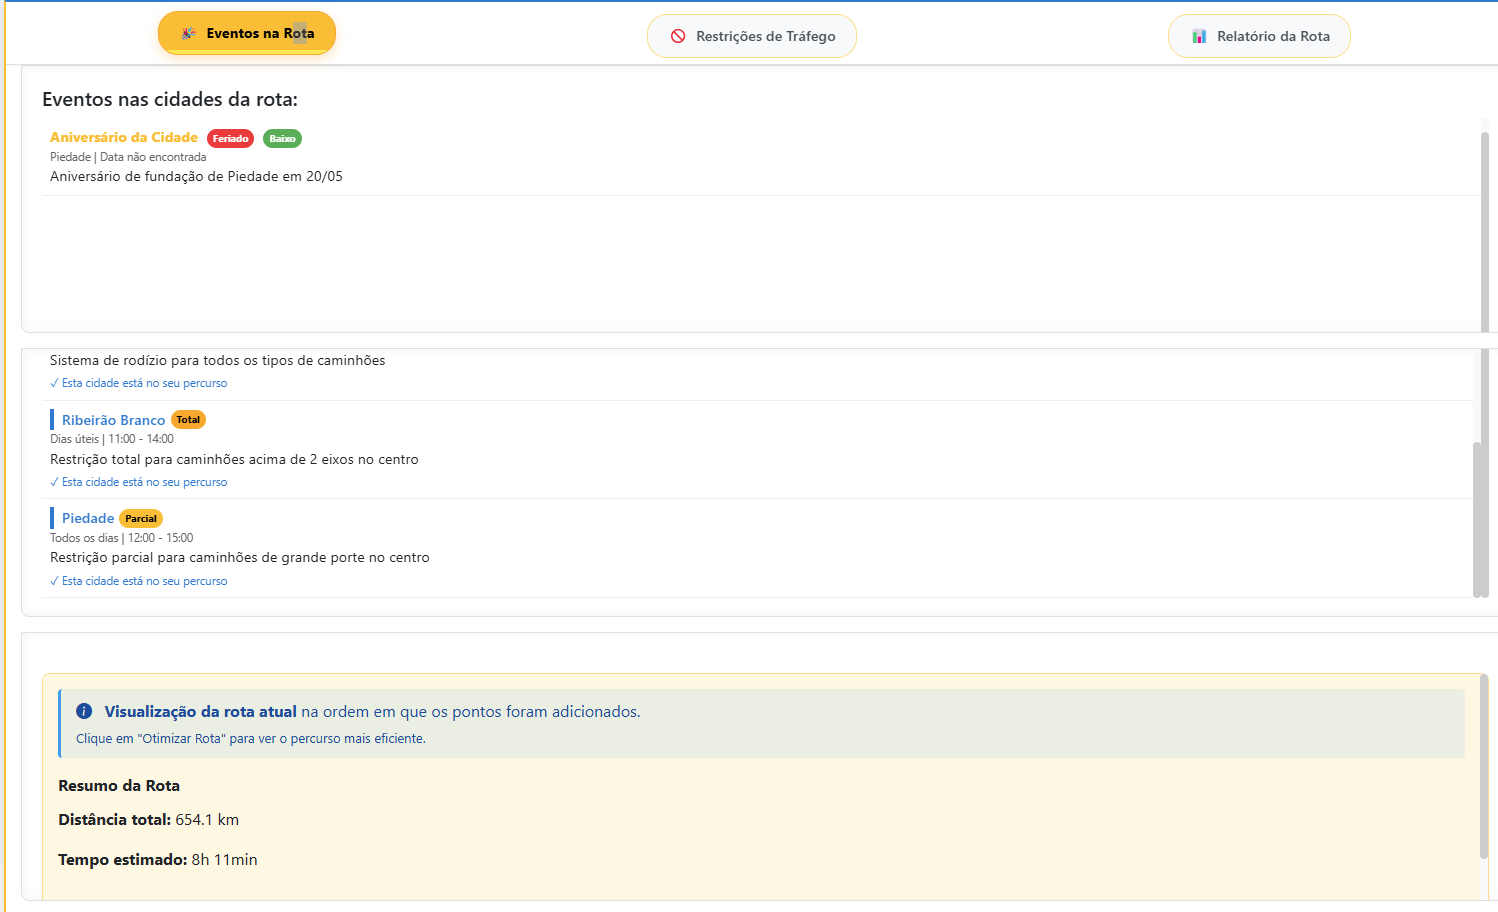 Eventos na Rota
Restrições de Tráfego
Relatório da Rota
Eventos nas cidades da rota:
Aniversário da Cidade Feriado Baixo
Piedade | Data não encontrada
Aniversário de fundação de Piedade em 20/05
Sistema de rodízio para todos os tipos de caminhões
✓ Esta cidade está no seu percurso
Ribeirão Branco Total
Dias úteis | 11:00 - 14:00
Restrição total para caminhões acima de 2 eixos no centro
✓ Esta cidade está no seu percurso
Piedade Parcial
Todos os dias | 12:00 - 15:00
Restrição parcial para caminhões de grande porte no centro
✓ Esta cidade está no seu percurso
Visualização da rota atual na ordem em que os pontos foram adicionados.
Clique em "Otimizar Rota" para ver o percurso mais eficiente.
Resumo da Rota
Distância total: 654.1 km
Tempo estimado: 8h 11min